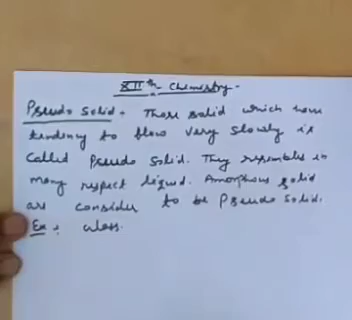 XIIth - Chemistry -
Pseudo Solid - Those solid which have
tendency to flow very slowly is
called Pseudo Solid. They resembles in
many respect liquid. Amorphous solid
are consider to be Pseudo Solid.
Ex : Glass.